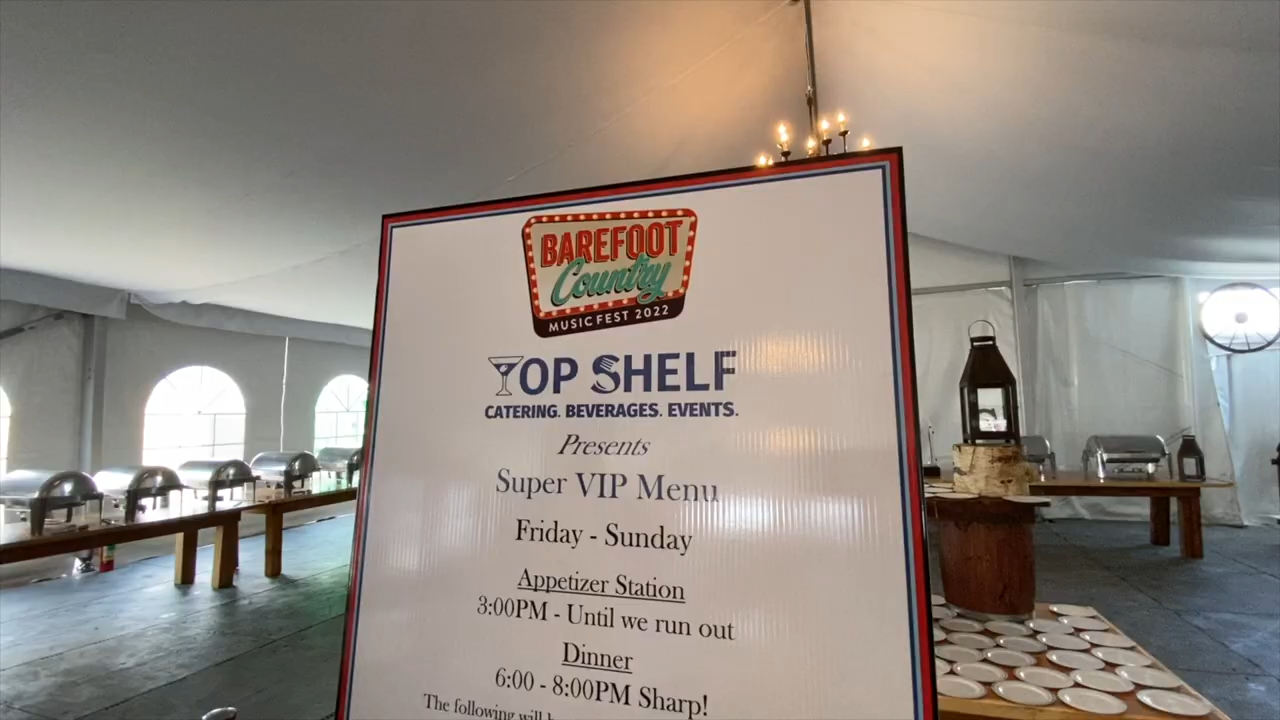 BAREFOOT
Country
MUSIC FEST 2022
TOP SHELF
CATERING. BEVERAGES. EVENTS.
Presents
Super VIP Menu
Friday - Sunday
Appetizer Station
3:00PM - Until we run out
Dinner
6:00 - 8:00PM Sharp!
The following will